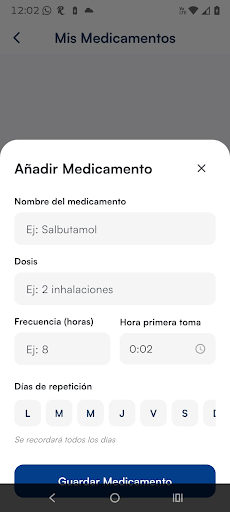 12:02
Mis Medicamentos
Añadir Medicamento
Nombre del medicamento
Ej: Salbutamol
Dosis
Ej: 2 inhalaciones
Frecuencia (horas) Hora primera toma
Ej: 8 0:02
Días de repetición
L M M J V S D
Se recordará todos los días
Guardar Medicamento